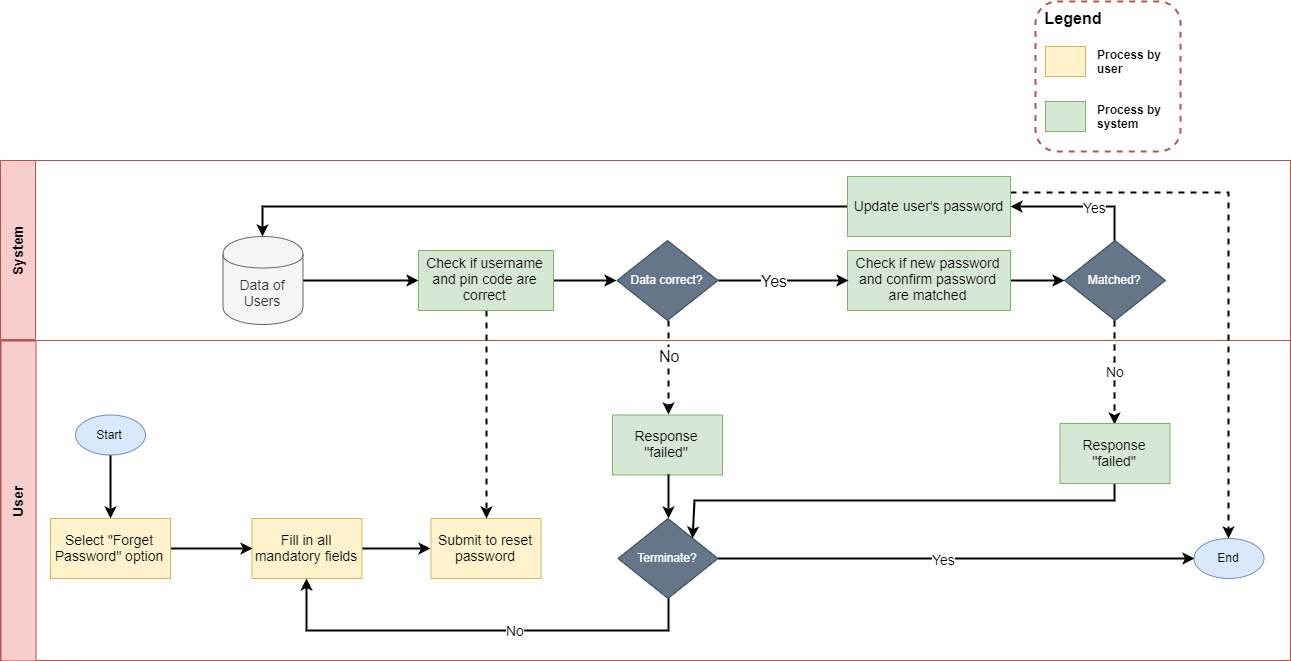 Legend
Process by
user
Process by
system
System
Update user's password
Yes
Data of
Users
Check if username
and pin code are
correct
Data correct?
Yes
Check if new password
and confirm password
are matched
Matched?
No
No
User
Start
Response
"failed"
Response
"failed"
Select "Forget
Password" option
Fill in all
mandatory fields
Submit to reset
password
Terminate?
Yes
End
No